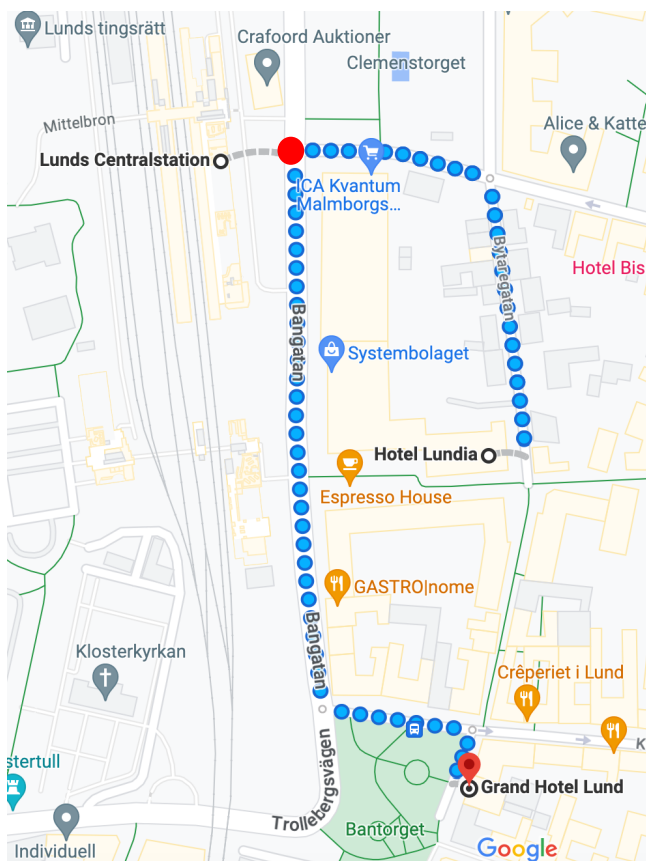 Lunds tingsrätt
Crafoord Auktioner
Clemenstorget
Mittelbron
Alice & Katte
Lunds Centralstation
ICA Kvantum
Malmborgs...
Bytaregatan
Hotel Bis
Bangatan
Systembolaget
Hotel Lundia
Espresso House
GASTRO|nome
Bangatan
Klosterkyrkan
Crêperiet i Lund
K
stertull
Trollebergsvägen
Grand Hotel Lund
Bantorget
Individuell
Google